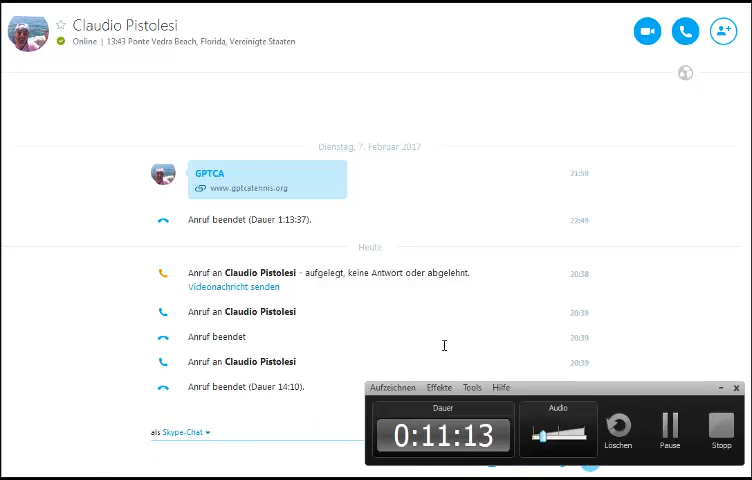 Claudio Pistolesi
Online | 13:43 Ponte Vedra Beach, Florida, Vereinigte Staaten
Dienstag, 7. Februar 2017
GPTCA 21:59
www.gptcatennis.org
Anruf beendet (Dauer 1:13:37). 22:49
Heute
Anruf an Claudio Pistolesi - aufgelegt, keine Antwort oder abgelehnt. 20:38
Videonachricht senden
Anruf an Claudio Pistolesi 20:39
Anruf beendet 20:39
Anruf an Claudio Pistolesi 20:39
Anruf beendet (Dauer 14:10).
Aufzeichnen Effekte Tools Hilfe
Dauer Audio
0:11:13
Löschen Pause Stopp
als Skype-Chat